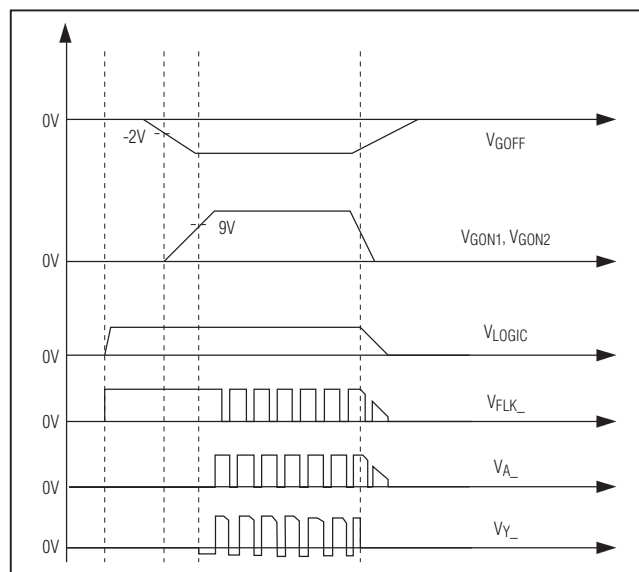 0V
-2V
VGOFF
9V
VGON1, VGON2
0V
VLOGIC
0V
VFLK_
0V
VA_
0V
VY_
0V